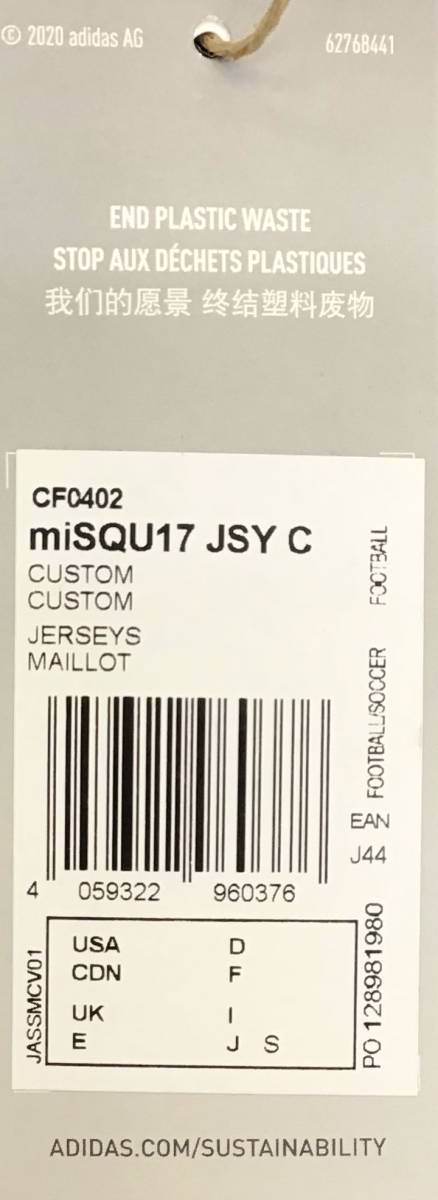 © 2020 adidas AG
62768441
END PLASTIC WASTE
STOP AUX DÉCHETS PLASTIQUES
我们的愿景 终结塑料废物
CF0402
miSQU17 JSY C
CUSTOM
CUSTOM
JERSEYS
MAILLOT
FOOTBALL/SOCCER FOOTBALL
EAN
J44
4 059322 960376
JASSMCV01
USA D
CDN F
UK I
E J S
PO 128981980
ADIDAS.COM/SUSTAINABILITY